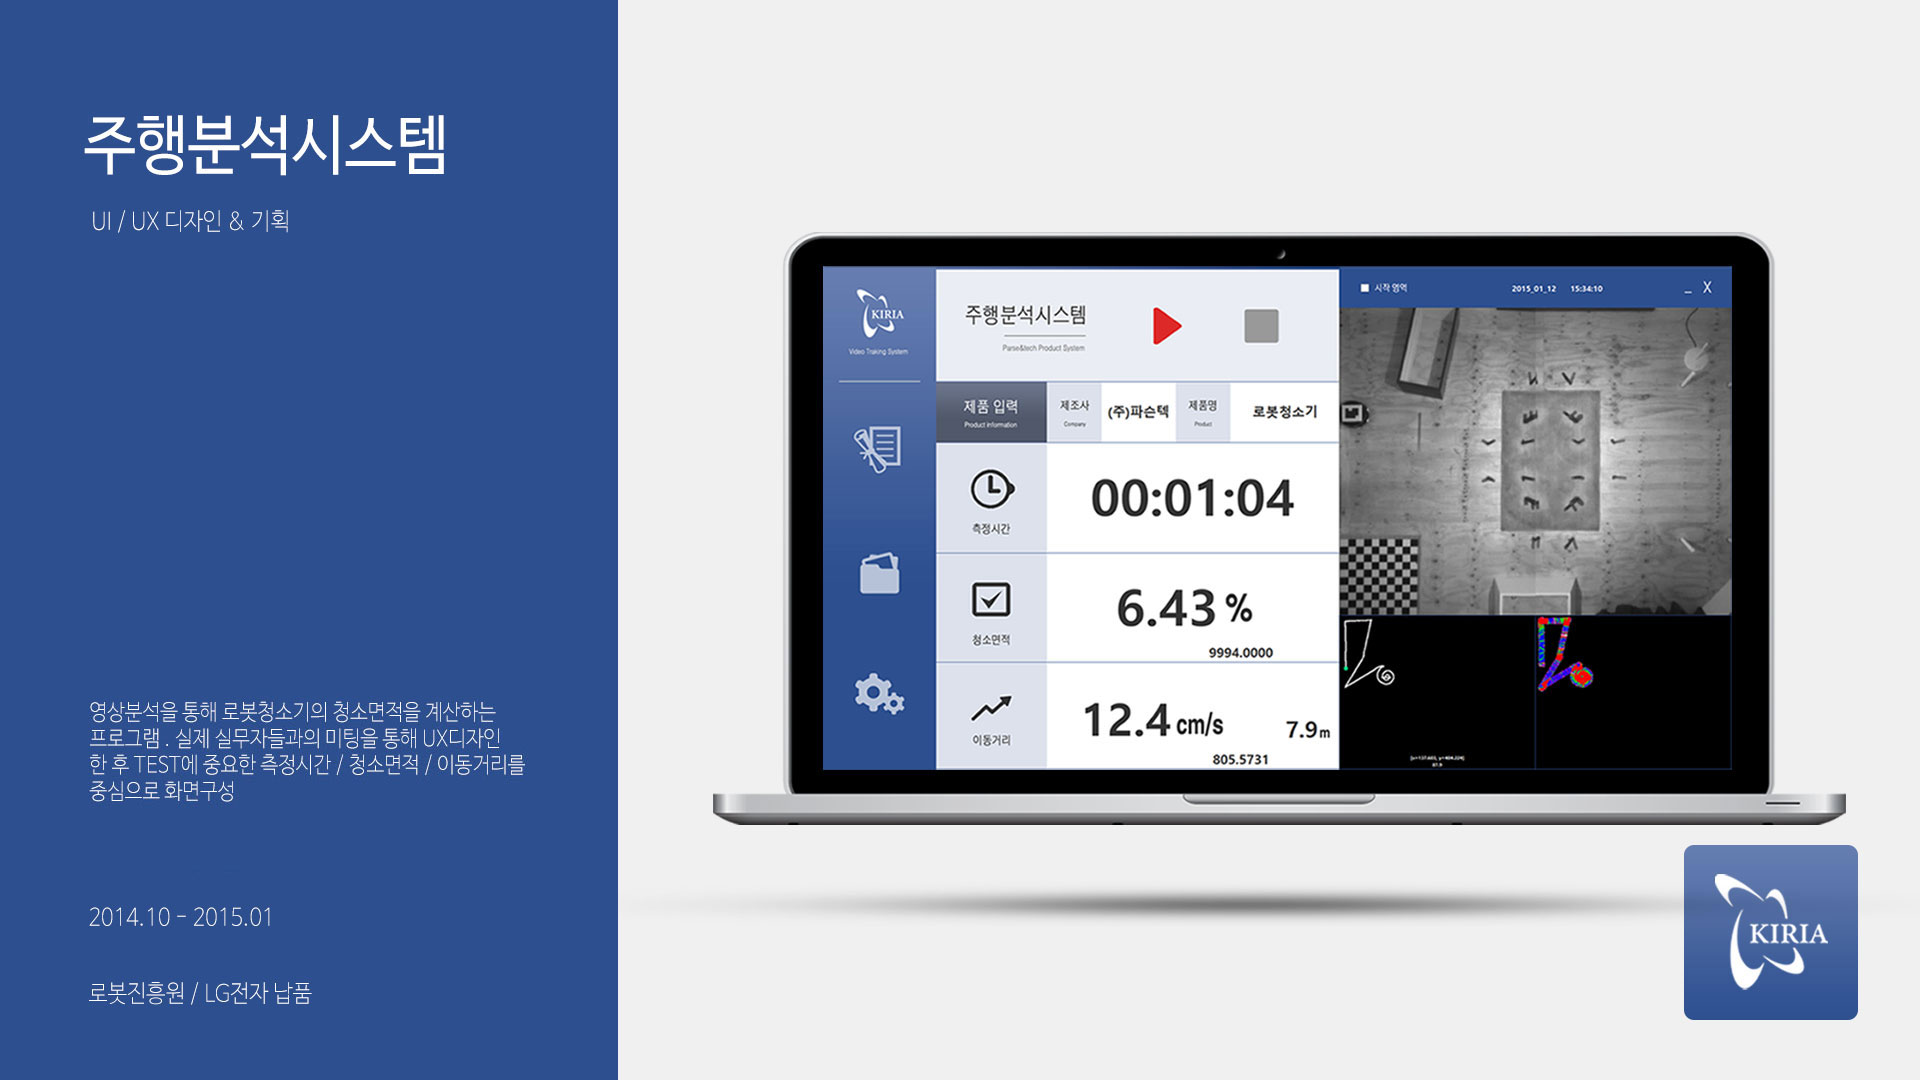 주행분석시스템
UI / UX 디자인 & 기획
영상분석을 통해 로봇청소기의 청소면적을 계산하는
프로그램 . 실제 실무자들과의 미팅을 통해 UX디자인
한 후 TEST에 중요한 측정시간 / 청소면적 / 이동거리를
중심으로 화면구성
2014.10 - 2015.01
로봇진흥원 / LG전자 납품
KIRIA
Video Traking System
주행분석시스템
Parse&tech Product System
시작 영역
2015_01_12 15:34:10
_ X
제품 입력
Product information
제조사
Company
(주)파슨텍
제품명
Product
로봇청소기
측정시간
00:01:04
청소면적
6.43 %
9994.0000
이동거리
12.4 cm/s
7.9 m
805.5731
KIRIA